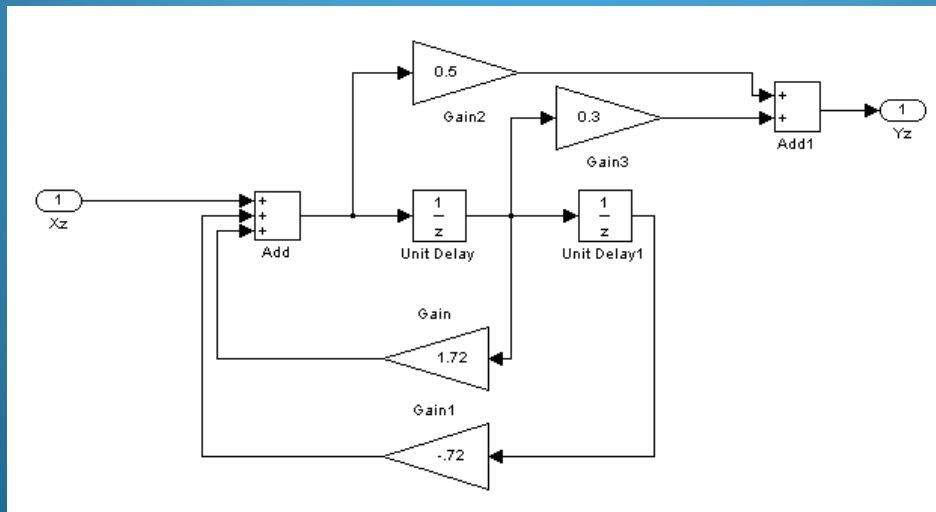 0.5
Gain2
0.3
Gain3
+
+
Add1
1
Yz
1
Xz
+
+
+
Add
1
z
Unit Delay
1
z
Unit Delay1
Gain
1.72
Gain1
-.72